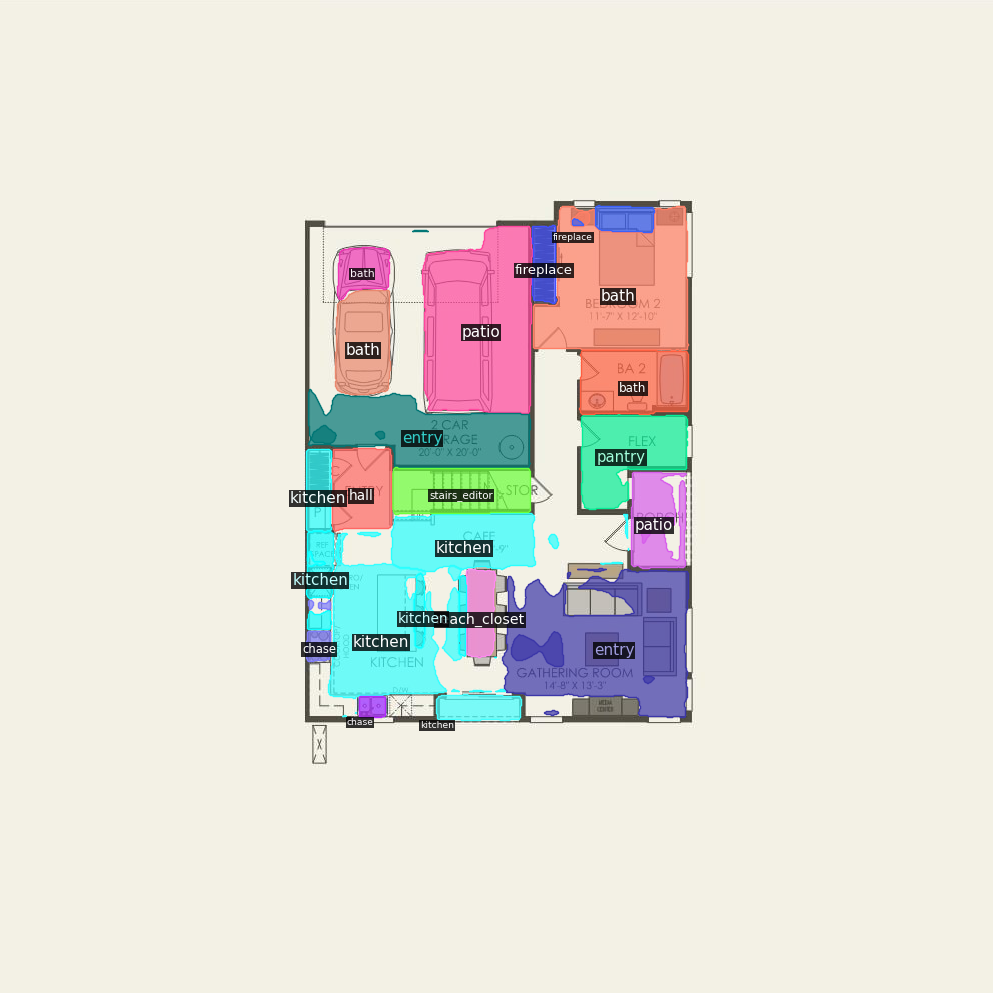 fireplace
bath
fireplace
bath
BEDROOM 2
11'-7" X 12'-10"
patio
bath
BA 2
bath
2 CAR
entry
20'-0" X 20'-0"
FLEX
pantry
kitchen
hall
stairs_editor
STOR
patio
CAFE
kitchen
REF
SPACE
kitchen
kitchen
ach_closet
kitchen
chase
entry
KITCHEN
GATHERING ROOM
14'-8" X 13'-3"
D/W
MEDIA
CENTER
chase
kitchen